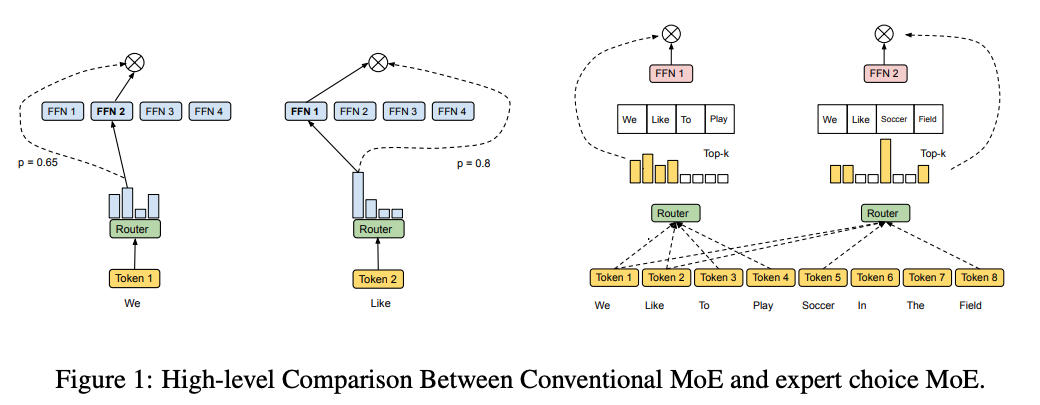 FFN 1 FFN 2 FFN 3 FFN 4
p = 0.65
Router
Token 1
We
FFN 1 FFN 2 FFN 3 FFN 4
p = 0.8
Router
Token 2
Like
FFN 1
We Like To Play
Top-k
Router
FFN 2
We Like Soccer Field
Top-k
Router
Token 1 Token 2 Token 3 Token 4 Token 5 Token 6 Token 7 Token 8
We Like To Play Soccer In The Field
Figure 1: High-level Comparison Between Conventional MoE and expert choice MoE.